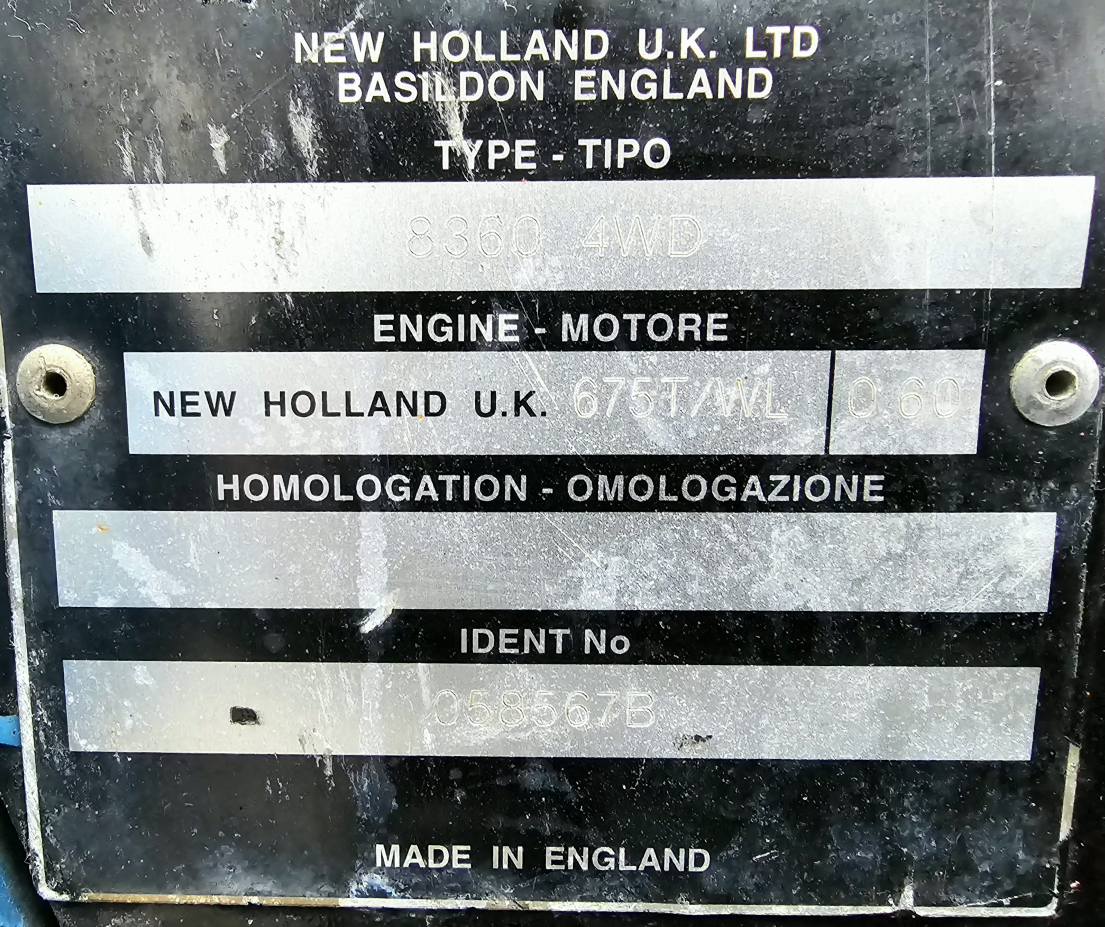 NEW HOLLAND U.K. LTD
BASILDON ENGLAND
TYPE - TIPO
8360 4WD
ENGINE - MOTORE
NEW HOLLAND U.K. 675T/WL 0.60
HOMOLOGATION - OMOLOGAZIONE
IDENT No
058567B
MADE IN ENGLAND